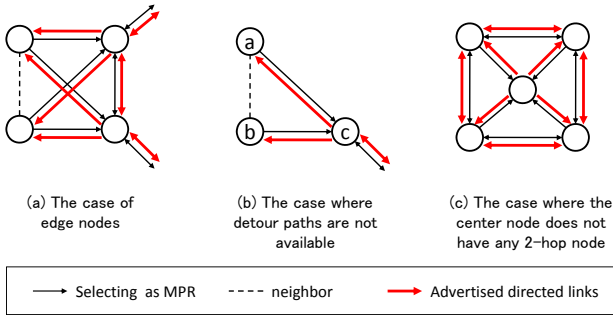 a
b
c
(a) The case of
edge nodes
(b) The case where
detour paths are not
available
(c) The case where the
center node does not
have any 2-hop node
Selecting as MPR
neighbor
Advertised directed links